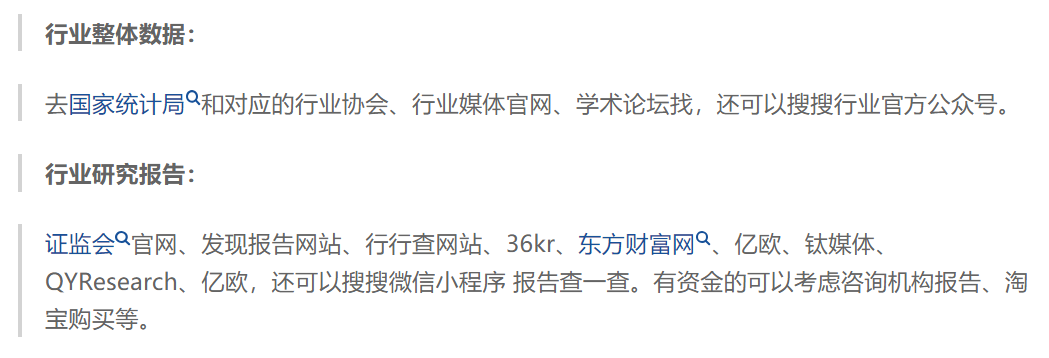 行业整体数据：
去国家统计局和对应的行业协会、行业媒体官网、学术论坛找，还可以搜搜行业官方公众号。
行业研究报告：
证监会官网、发现报告网站、行行查网站、36kr、东方财富网、亿欧、钛媒体、
QYResearch、亿欧，还可以搜搜微信小程序 报告查一查。有资金的可以考虑咨询机构报告、淘
宝购买等。